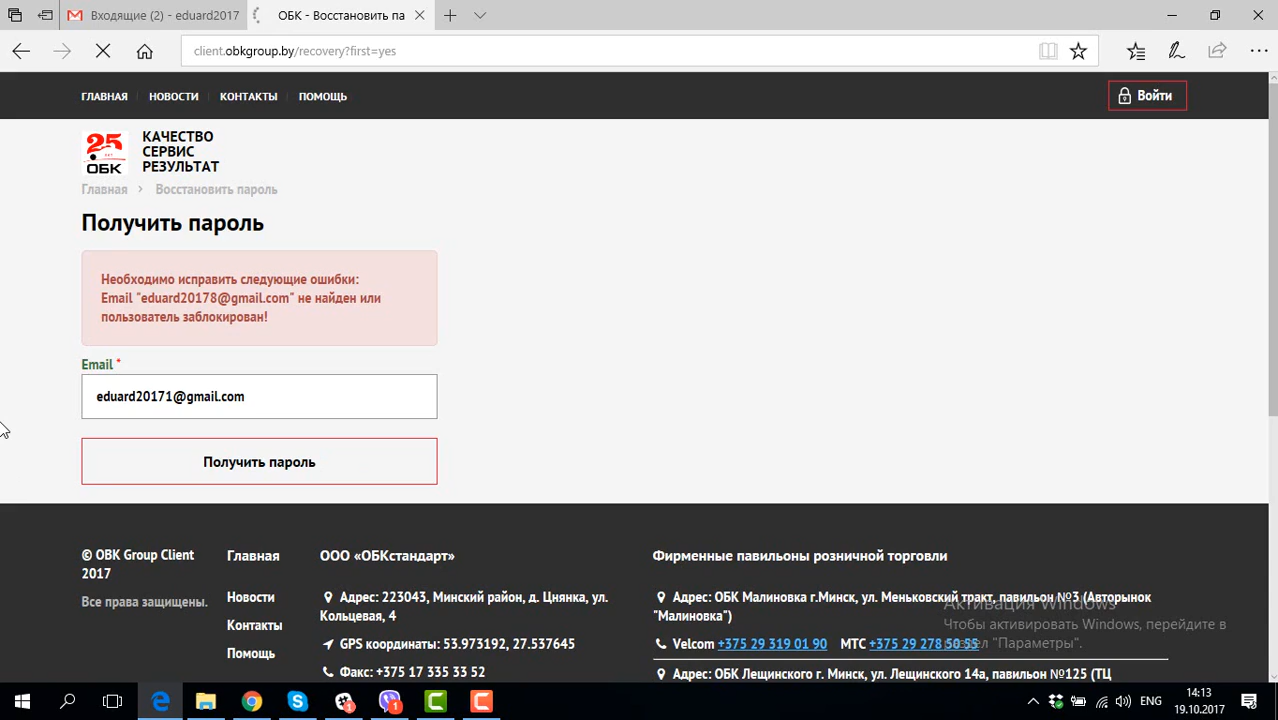 Входящие (2) - eduard2017
ОБК - Восстановить па
client.obkgroup.by/recovery?first=yes
ГЛАВНАЯ НОВОСТИ КОНТАКТЫ ПОМОЩЬ
Войти
25 ЛЕТ ОБК
КАЧЕСТВО
СЕРВИС
РЕЗУЛЬТАТ
Главная > Восстановить пароль
Получить пароль
Необходимо исправить следующие ошибки:
Email "eduard20178@gmail.com" не найден или
пользователь заблокирован!
Email *
eduard20171@gmail.com
Получить пароль
© OBK Group Client
2017
Все права защищены.
Главная
Новости
Контакты
Помощь
ООО «ОБКстандарт»
Адрес: 223043, Минский район, д. Цнянка, ул.
Кольцевая, 4
GPS координаты: 53.973192, 27.537645
Факс: +375 17 335 33 52
Фирменные павильоны розничной торговли
Адрес: ОБК Малиновка г.Минск, ул. Меньковский тракт, павильон №3 (Авторынок
"Малиновка")
Velcom +375 29 319 01 90 МТС +375 29 278 50 55
Адрес: ОБК Лещинского г. Минск, ул. Лещинского 14а, павильон №125 (ТЦ
Активация Windows
Чтобы активировать Windows, перейдите в
раздел "Параметры".
ENG
14:13
19.10.2017